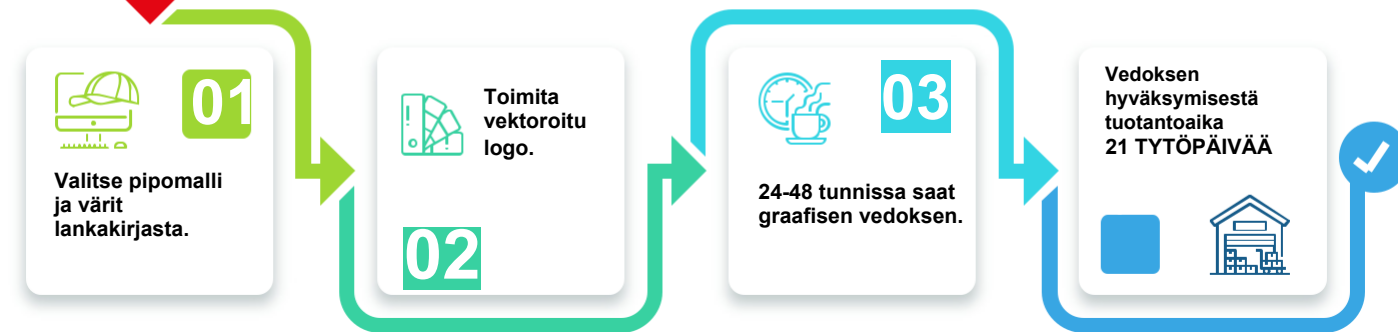 01
Valitse pipomalli
ja värit
lankakirjasta.
Toimita
vektoroitu
logo.
02
03
24-48 tunnissa saat
graafisen vedoksen.
Vedoksen
hyväksymisestä
tuotantoaika
21 TYTÖPÄIVÄÄ